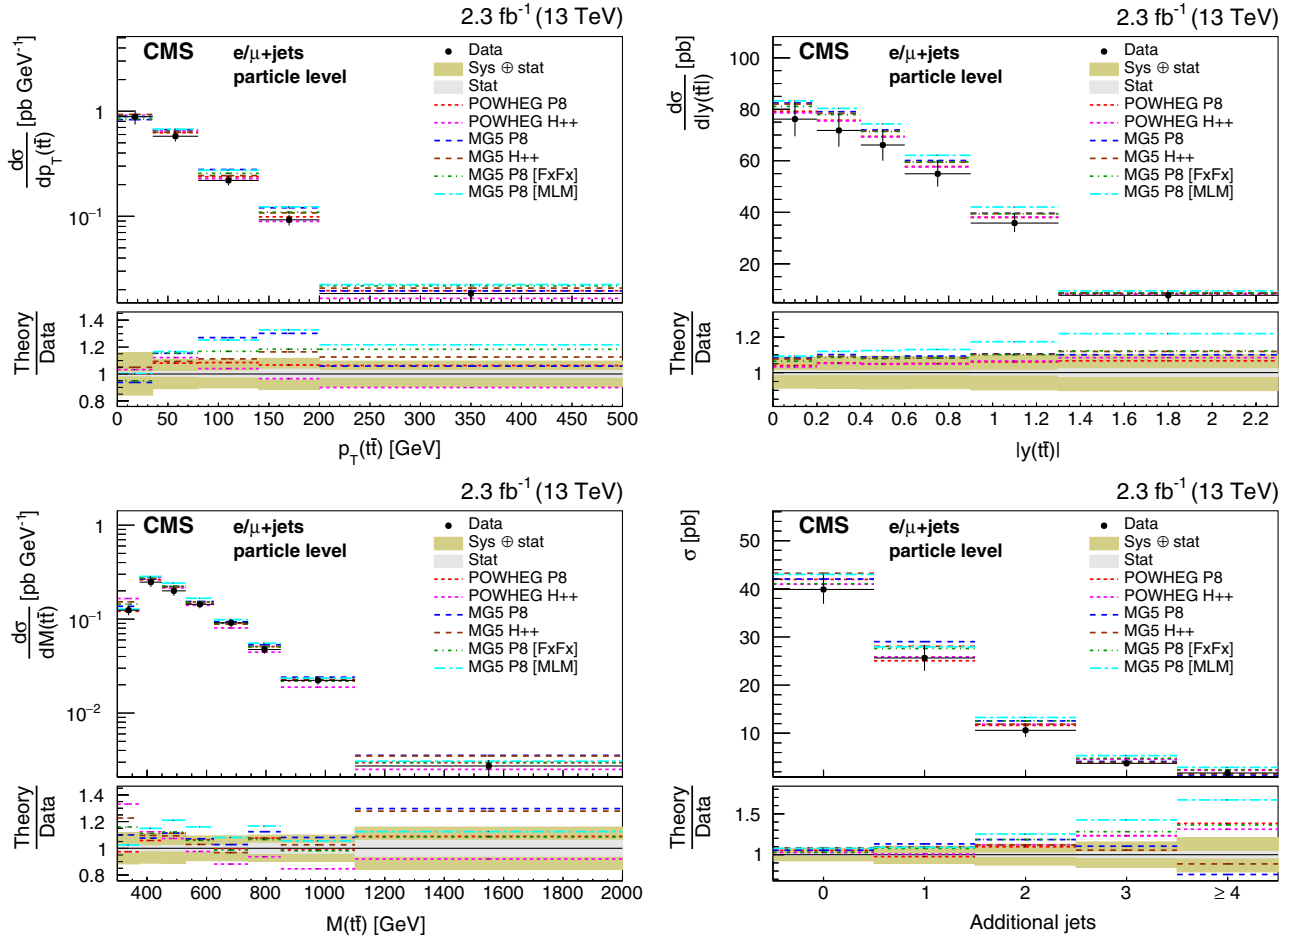 2.3 fb⁻¹ (13 TeV)
CMS e/μ+jets
particle level
Data
Sys ⊕ stat
Stat
POWHEG P8
POWHEG H++
MG5 P8
MG5 H++
MG5 P8 [FxFx]
MG5 P8 [MLM]
dσ/dp_T(tt̄) [pb GeV⁻¹]
1
10⁻¹
Theory/Data
1.4
1.2
1
0.8
0 50 100 150 200 250 300 350 400 450 500
p_T(tt̄) [GeV]
2.3 fb⁻¹ (13 TeV)
CMS e/μ+jets
particle level
Data
Sys ⊕ stat
Stat
POWHEG P8
POWHEG H++
MG5 P8
MG5 H++
MG5 P8 [FxFx]
MG5 P8 [MLM]
dσ/d|y(tt̄)| [pb]
100
80
60
40
20
Theory/Data
1.2
1
0 0.2 0.4 0.6 0.8 1 1.2 1.4 1.6 1.8 2 2.2
|y(tt̄)|
2.3 fb⁻¹ (13 TeV)
CMS e/μ+jets
particle level
Data
Sys ⊕ stat
Stat
POWHEG P8
POWHEG H++
MG5 P8
MG5 H++
MG5 P8 [FxFx]
MG5 P8 [MLM]
dσ/dM(tt̄) [pb GeV⁻¹]
1
10⁻¹
10⁻²
Theory/Data
1.4
1.2
1
0.8
400 600 800 1000 1200 1400 1600 1800 2000
M(tt̄) [GeV]
2.3 fb⁻¹ (13 TeV)
CMS e/μ+jets
particle level
Data
Sys ⊕ stat
Stat
POWHEG P8
POWHEG H++
MG5 P8
MG5 H++
MG5 P8 [FxFx]
MG5 P8 [MLM]
σ [pb]
50
40
30
20
10
Theory/Data
1.5
1
0 1 2 3 ≥ 4
Additional jets